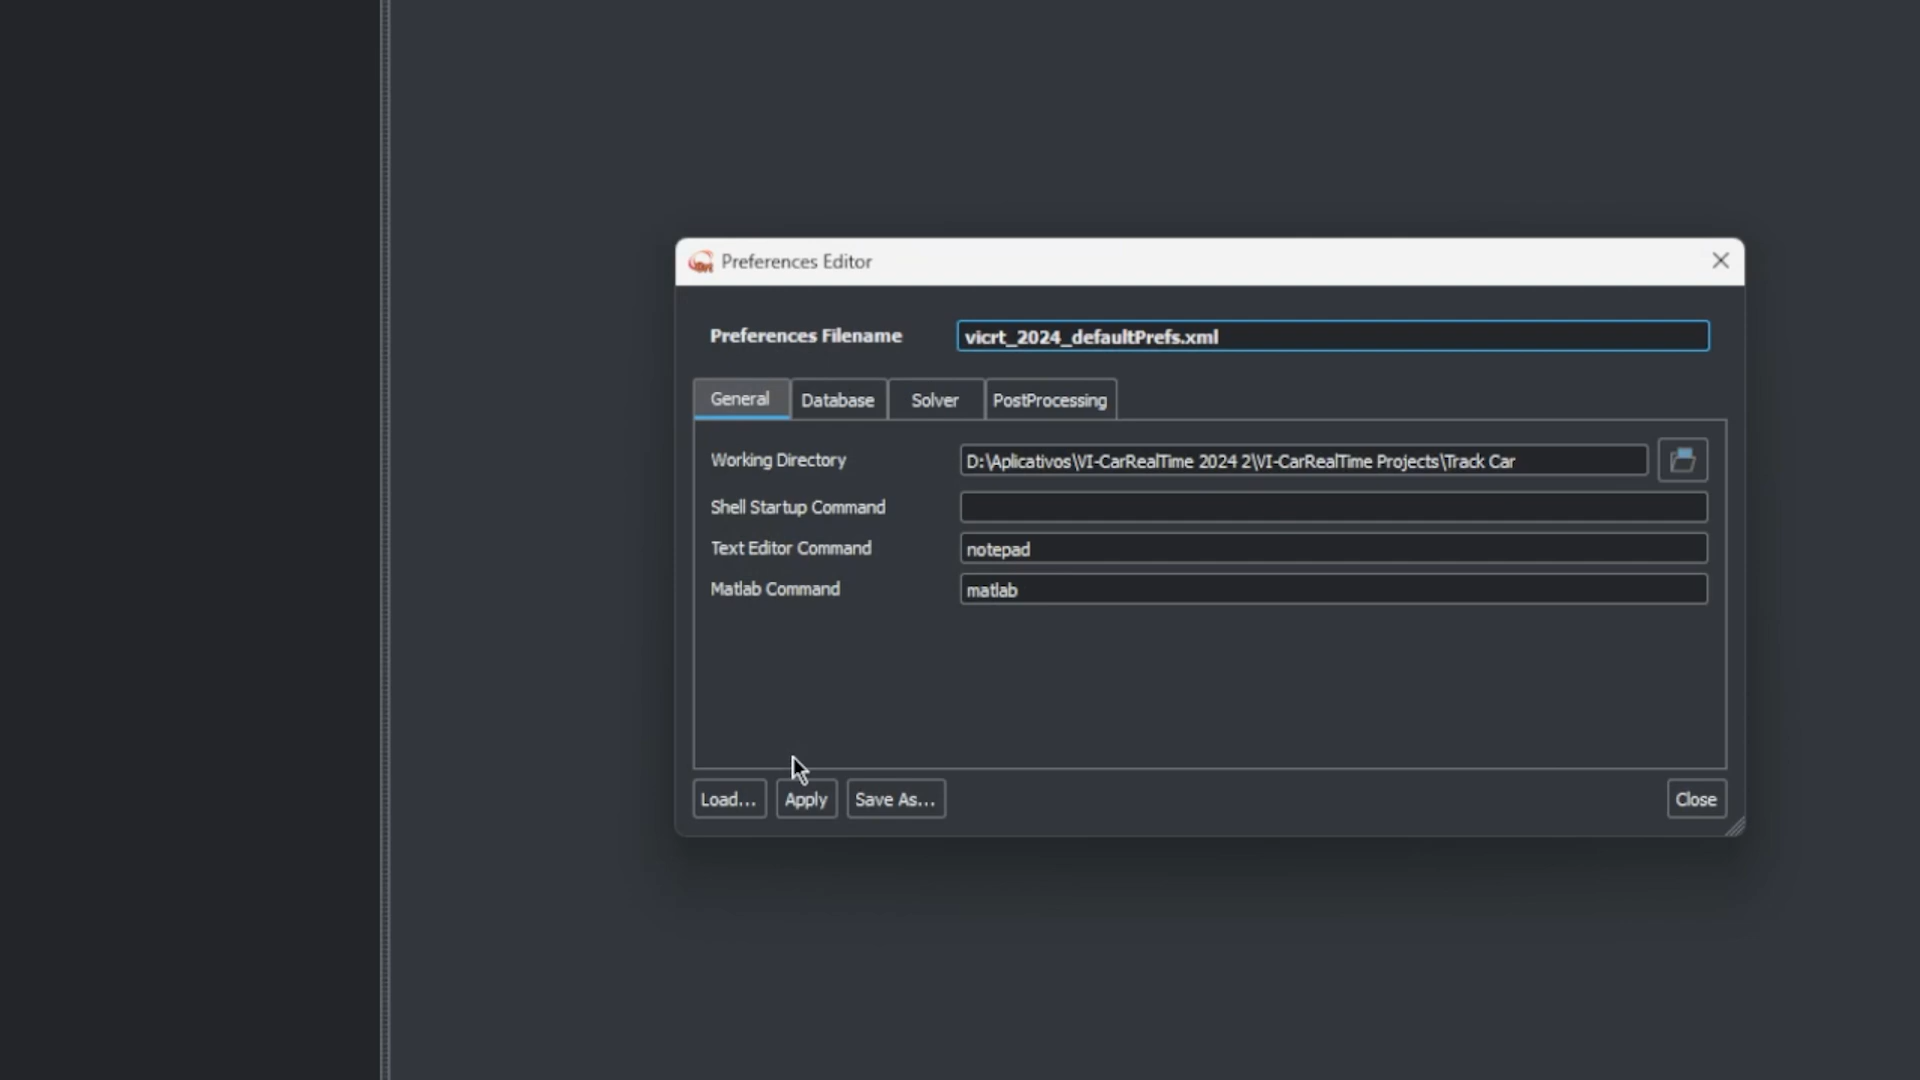 Preferences Editor
Preferences Filename vicrt_2024_defaultPrefs.xml
General Database Solver PostProcessing
Working Directory D:\Aplicativos\VI-CarRealTime 2024 2\VI-CarRealTime Projects\Track Car
Shell Startup Command
Text Editor Command notepad
Matlab Command matlab
Load... Apply Save As... Close